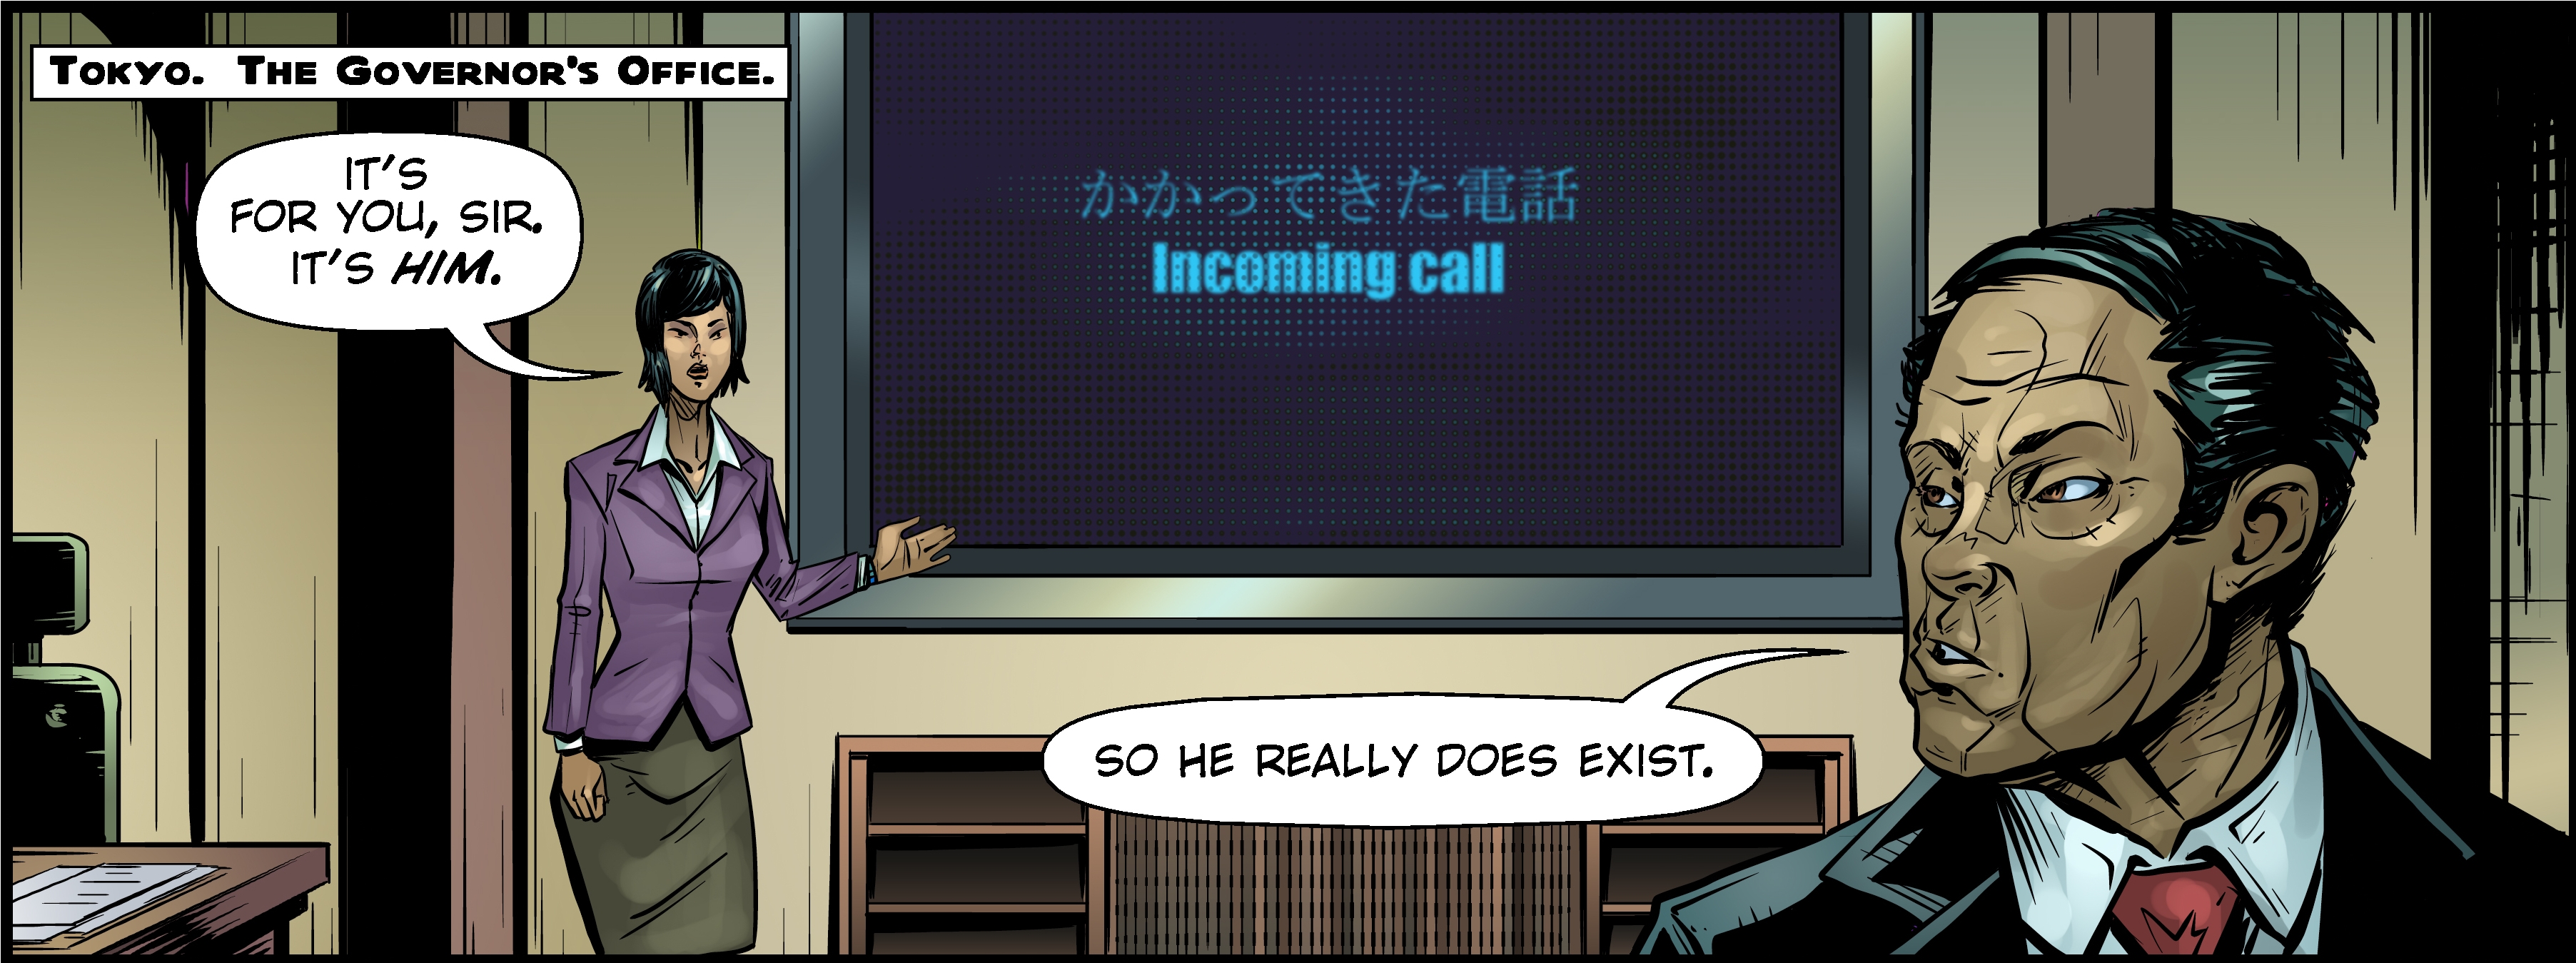 TOKYO. THE GOVERNOR'S OFFICE.
IT'S
FOR YOU, SIR.
IT'S HIM.
かかってきた電話
Incoming call
SO HE REALLY DOES EXIST.